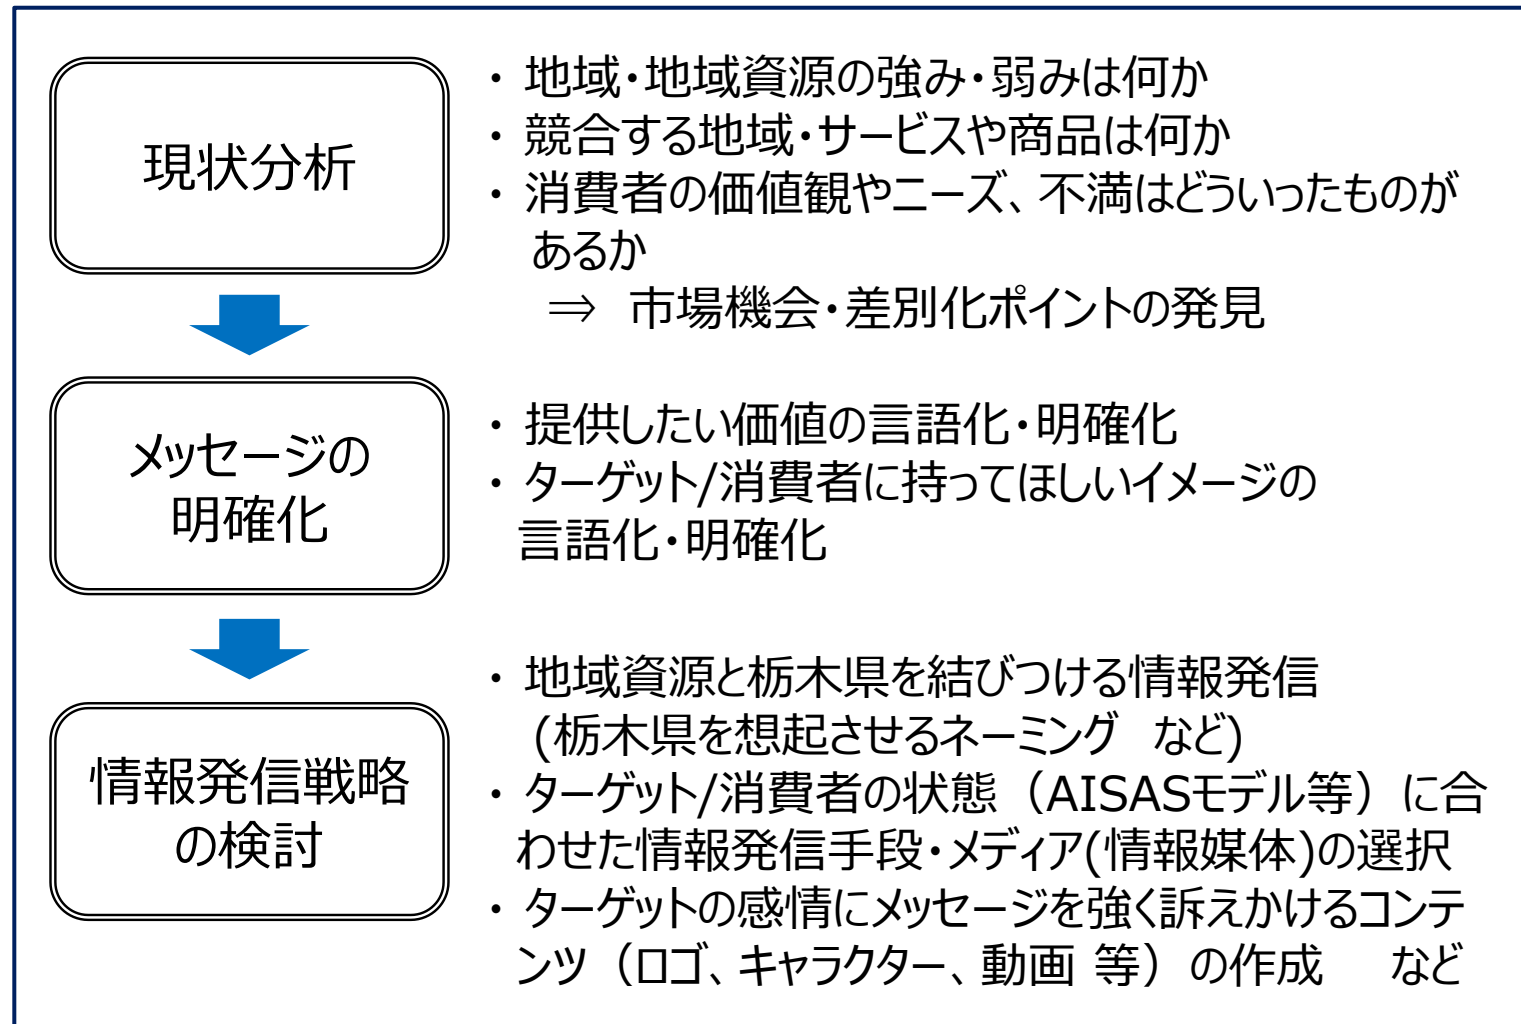 現状分析
・ 地域・地域資源の強み・弱みは何か
・ 競合する地域・サービスや商品は何か
・ 消費者の価値観やニーズ、不満はどういったものが
あるか
⇒ 市場機会・差別化ポイントの発見
メッセージの
明確化
・ 提供したい価値の言語化・明確化
・ ターゲット/消費者に持ってほしいイメージの
言語化・明確化
情報発信戦略
の検討
・ 地域資源と栃木県を結びつける情報発信
(栃木県を想起させるネーミング など)
・ ターゲット/消費者の状態（AISASモデル等）に合
わせた情報発信手段・メディア(情報媒体)の選択
・ ターゲットの感情にメッセージを強く訴えかけるコンテ
ンツ（ロゴ、キャラクター、動画 等）の作成 など